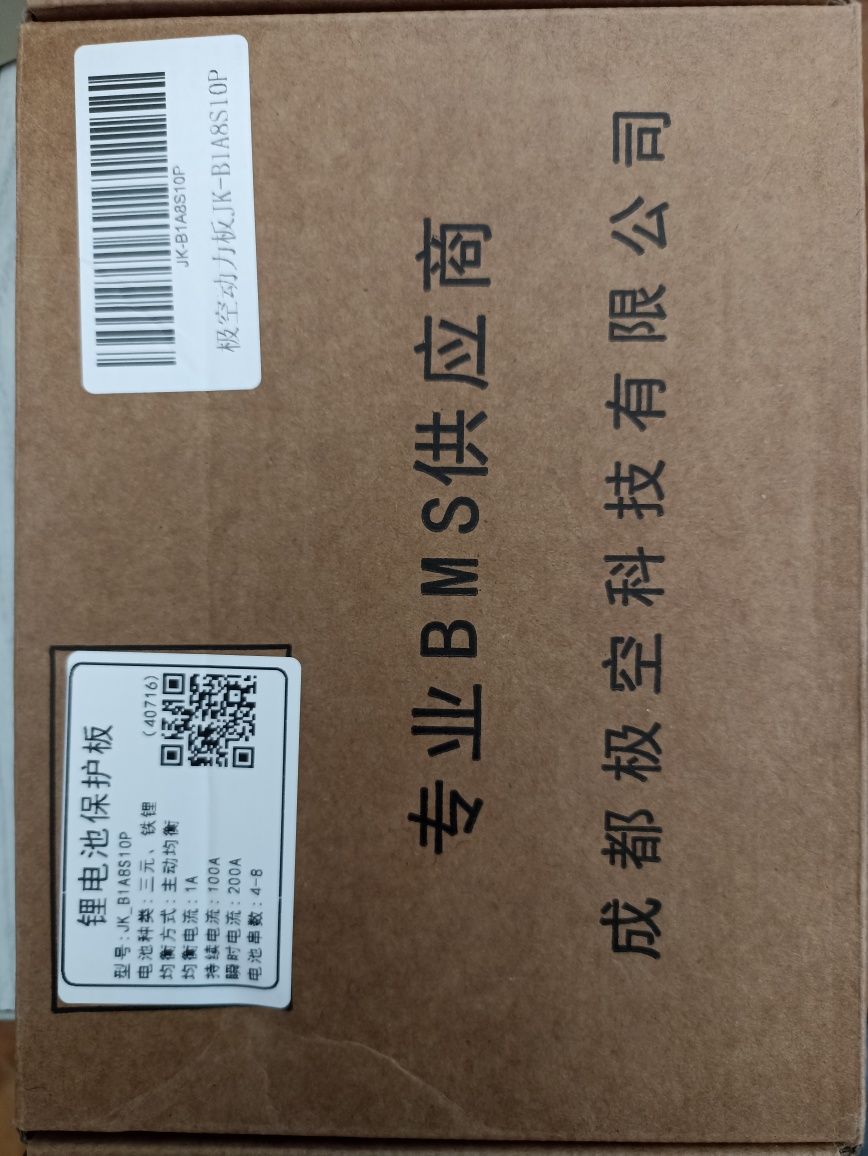 锂电池保护板
型号:JK_B1A8S10P
(40716)
电池种类:三元、铁锂
均衡方式:主动均衡
均衡电流:1A
持续电流:100A
瞬时电流:200A
电池串数:4-8
JK-B1A8S10P
极空动力板JK-B1A8S10P
专业BMS供应商
成都极空科技有限公司